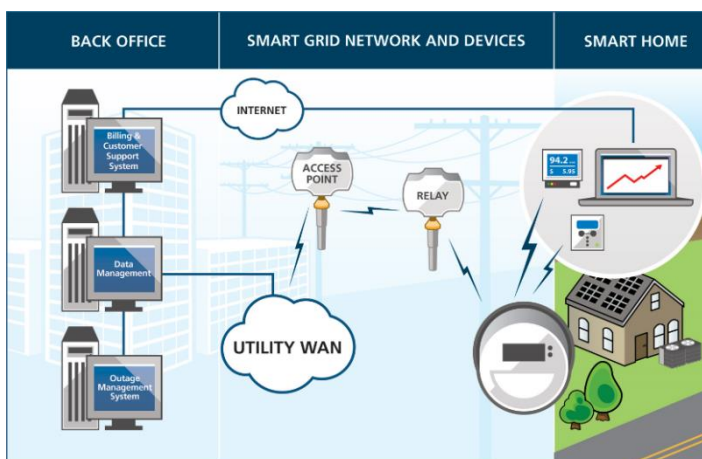 BACK OFFICE
SMART GRID NETWORK AND DEVICES
SMART HOME
Billing &
Customer
Support
System
INTERNET
ACCESS
POINT
RELAY
94.2
$ 5.95
Data
Management
UTILITY WAN
Outage
Management
System